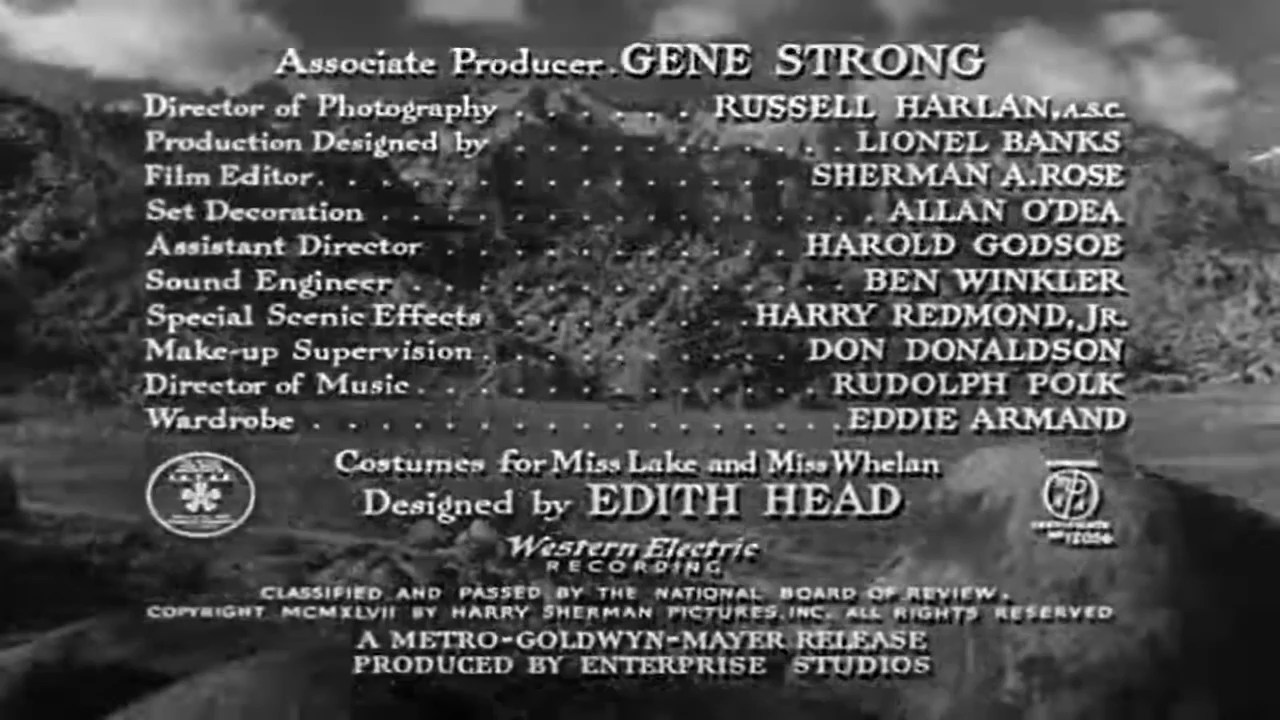 Associate Producer. GENE STRONG
Director of Photography . . . . . . RUSSELL HARLAN, A.S.C.
Production Designed by . . . . . . . . . . LIONEL BANKS
Film Editor. . . . . . . . . . . . . . . SHERMAN A. ROSE
Set Decoration . . . . . . . . . . . . . . . ALLAN O'DEA
Assistant Director . . . . . . . . . . . HAROLD GODSOE
Sound Engineer . . . . . . . . . . . . . . BEN WINKLER
Special Scenic Effects . . . . . . . . HARRY REDMOND, JR.
Make-up Supervision . . . . . . . . . . DON DONALDSON
Director of Music . . . . . . . . . . . . . RUDOLPH POLK
Wardrobe . . . . . . . . . . . . . . . . . EDDIE ARMAND
Costumes for Miss Lake and Miss Whelan
Designed by EDITH HEAD
Western Electric
RECORDING
CLASSIFIED AND PASSED BY THE NATIONAL BOARD OF REVIEW.
COPYRIGHT MCMXLVII BY HARRY SHERMAN PICTURES, INC. ALL RIGHTS RESERVED
A METRO-GOLDWYN-MAYER RELEASE
PRODUCED BY ENTERPRISE STUDIOS